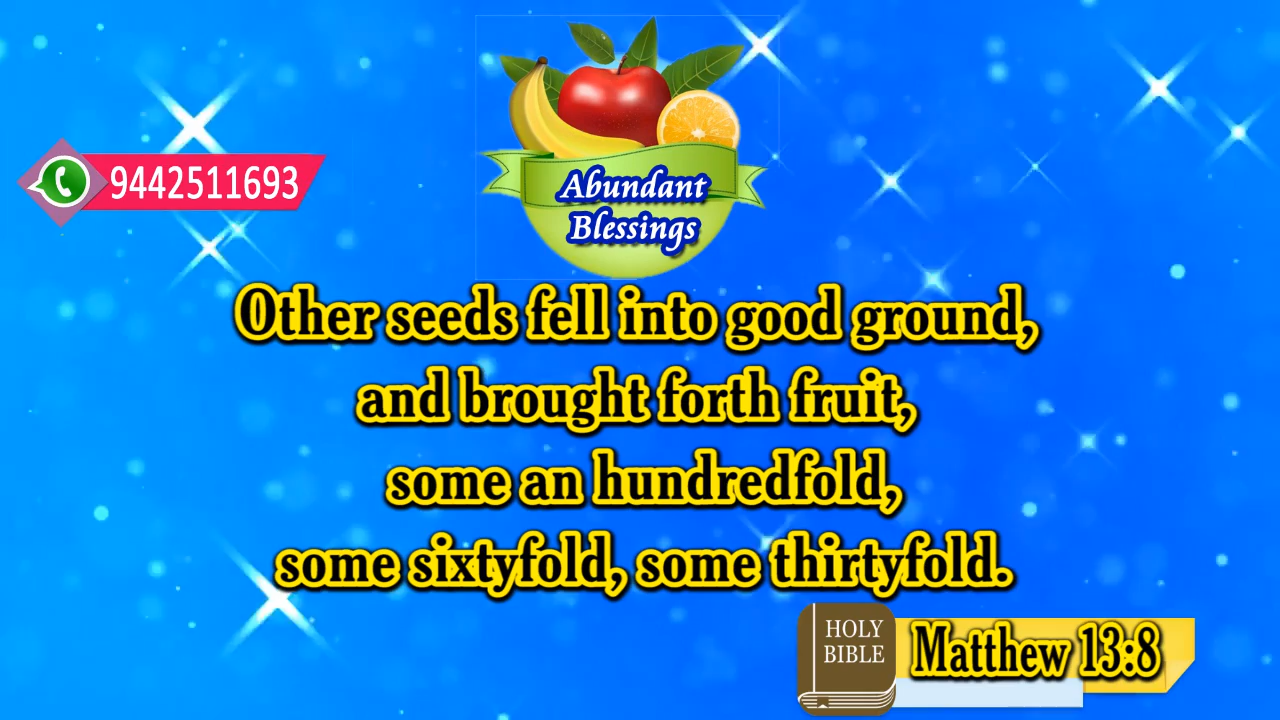 9442511693
Abundant
Blessings
Other seeds fell into good ground,
and brought forth fruit,
some an hundredfold,
some sixtyfold, some thirtyfold.
HOLY
BIBLE
Matthew 13:8